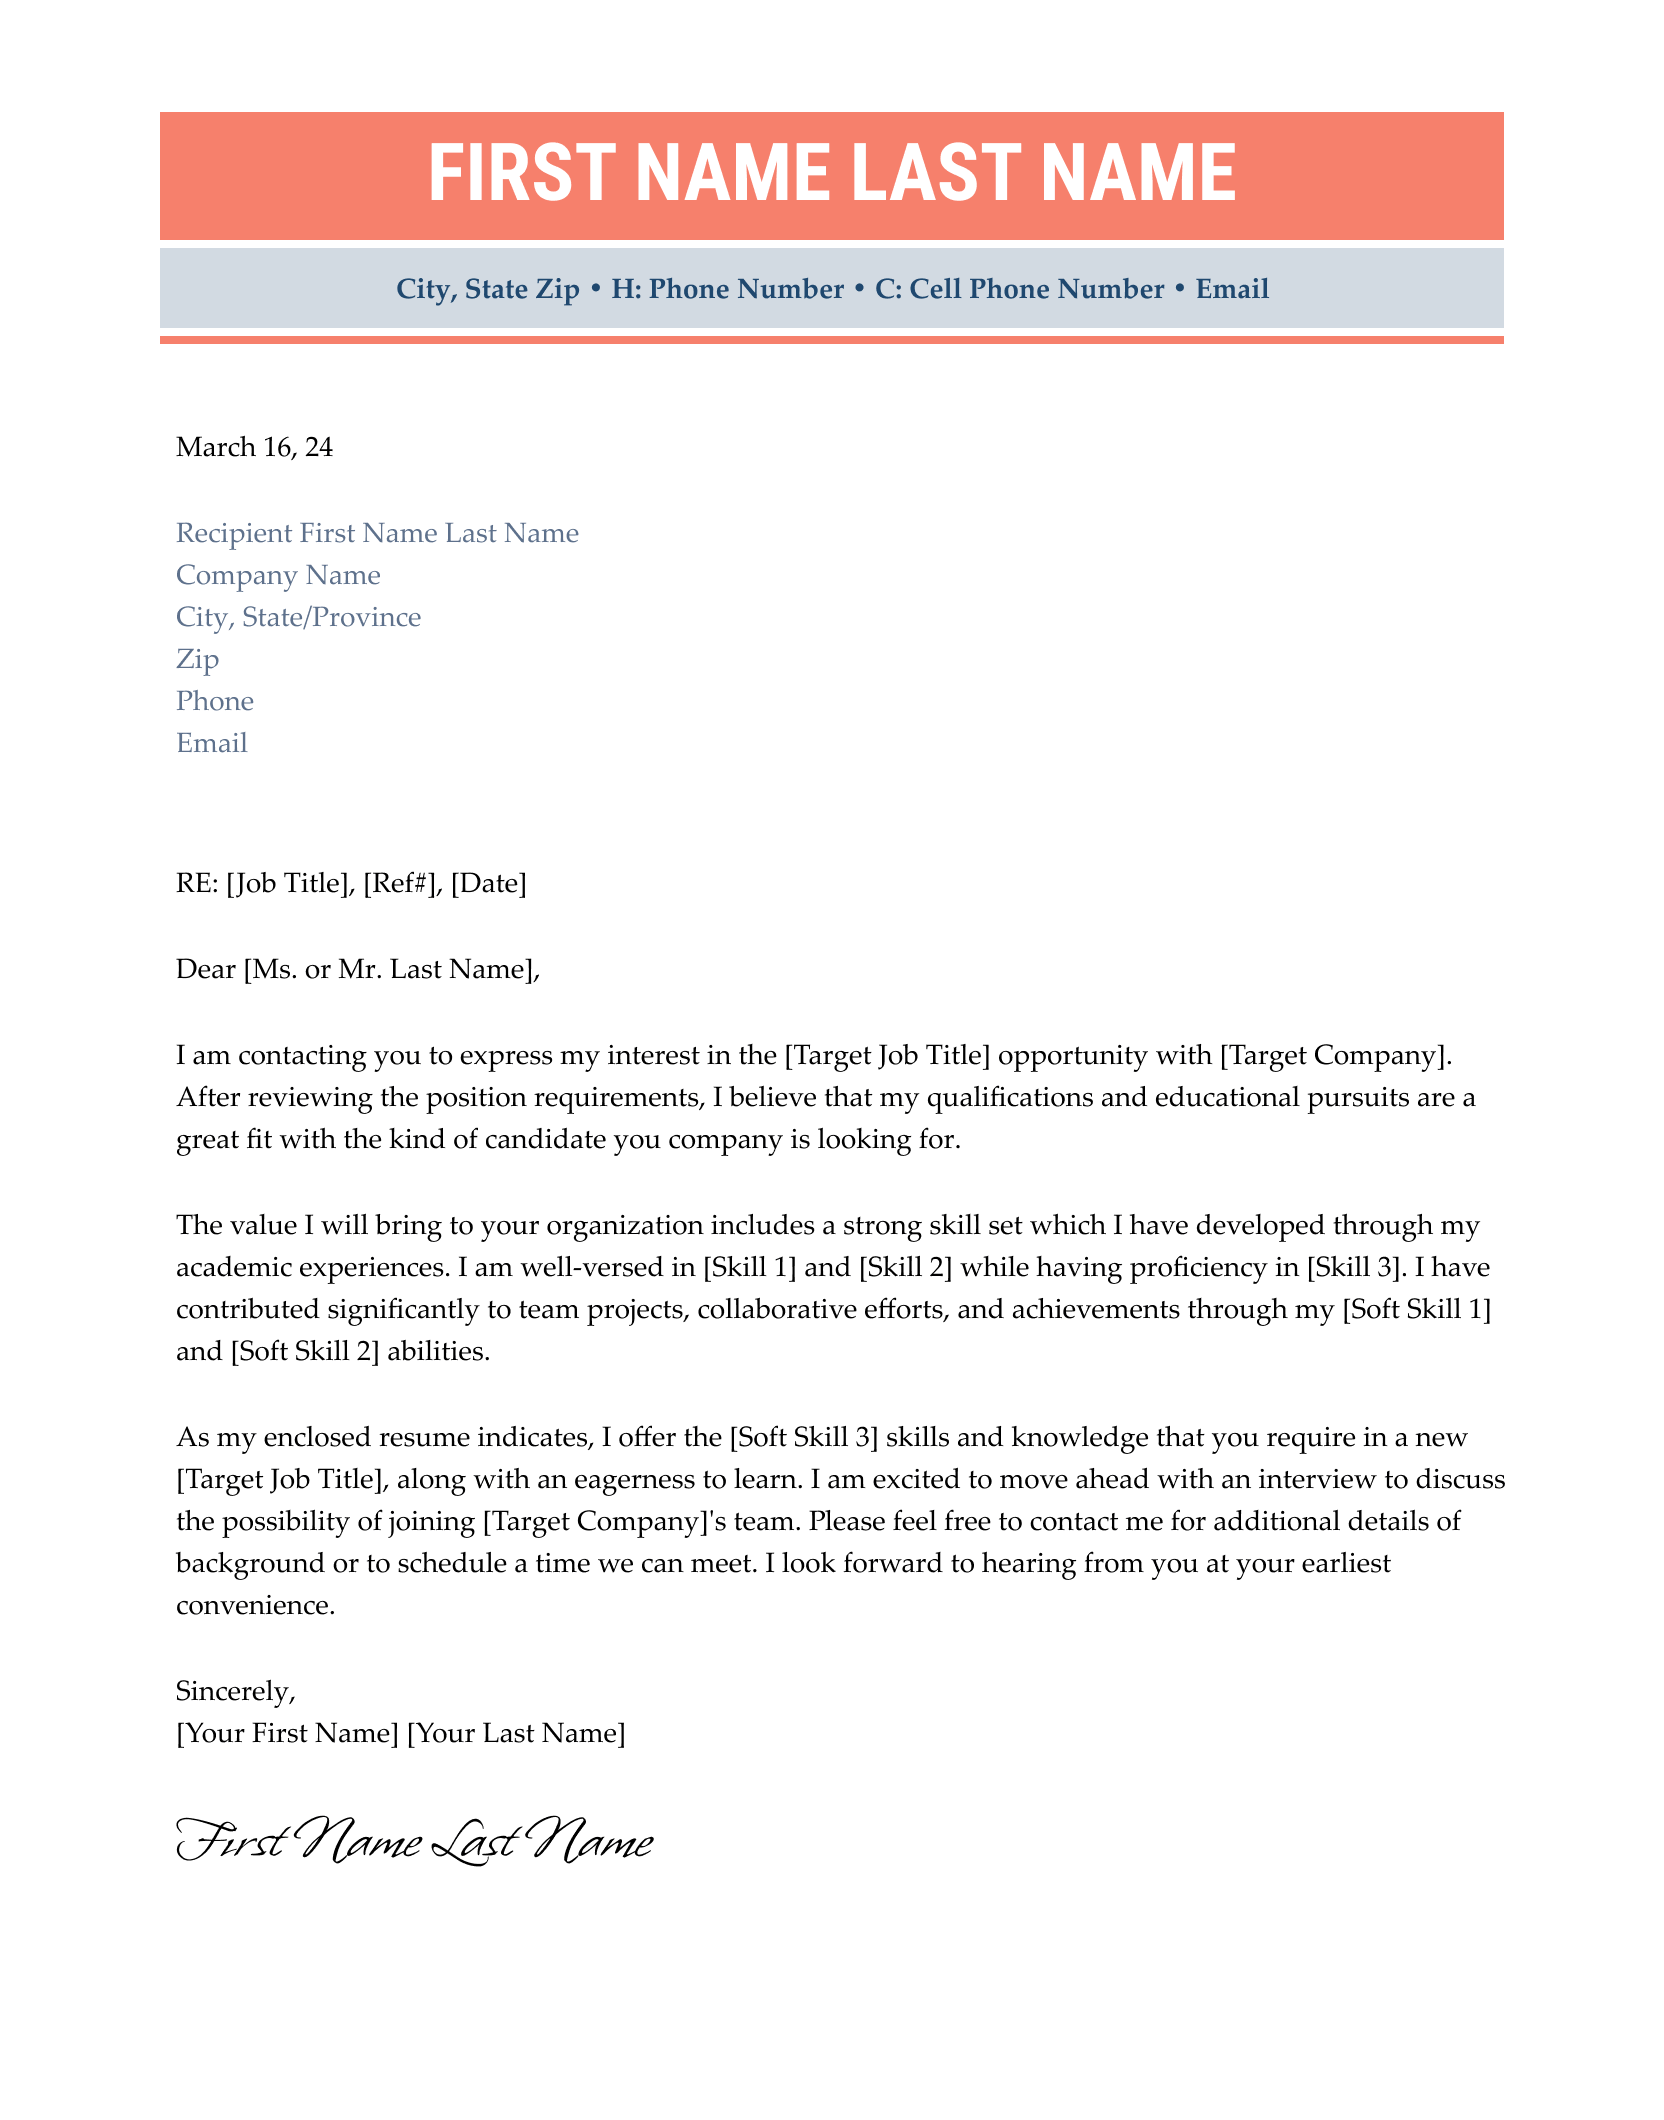 FIRST NAME LAST NAME
City, State Zip • H: Phone Number • C: Cell Phone Number • Email
March 16, 24
Recipient First Name Last Name
Company Name
City, State/Province
Zip
Phone
Email
RE: [Job Title], [Ref#], [Date]
Dear [Ms. or Mr. Last Name],
I am contacting you to express my interest in the [Target Job Title] opportunity with [Target Company].
After reviewing the position requirements, I believe that my qualifications and educational pursuits are a
great fit with the kind of candidate you company is looking for.
The value I will bring to your organization includes a strong skill set which I have developed through my
academic experiences. I am well-versed in [Skill 1] and [Skill 2] while having proficiency in [Skill 3]. I have
contributed significantly to team projects, collaborative efforts, and achievements through my [Soft Skill 1]
and [Soft Skill 2] abilities.
As my enclosed resume indicates, I offer the [Soft Skill 3] skills and knowledge that you require in a new
[Target Job Title], along with an eagerness to learn. I am excited to move ahead with an interview to discuss
the possibility of joining [Target Company]'s team. Please feel free to contact me for additional details of
background or to schedule a time we can meet. I look forward to hearing from you at your earliest
convenience.
Sincerely,
[Your First Name] [Your Last Name]
First Name Last Name